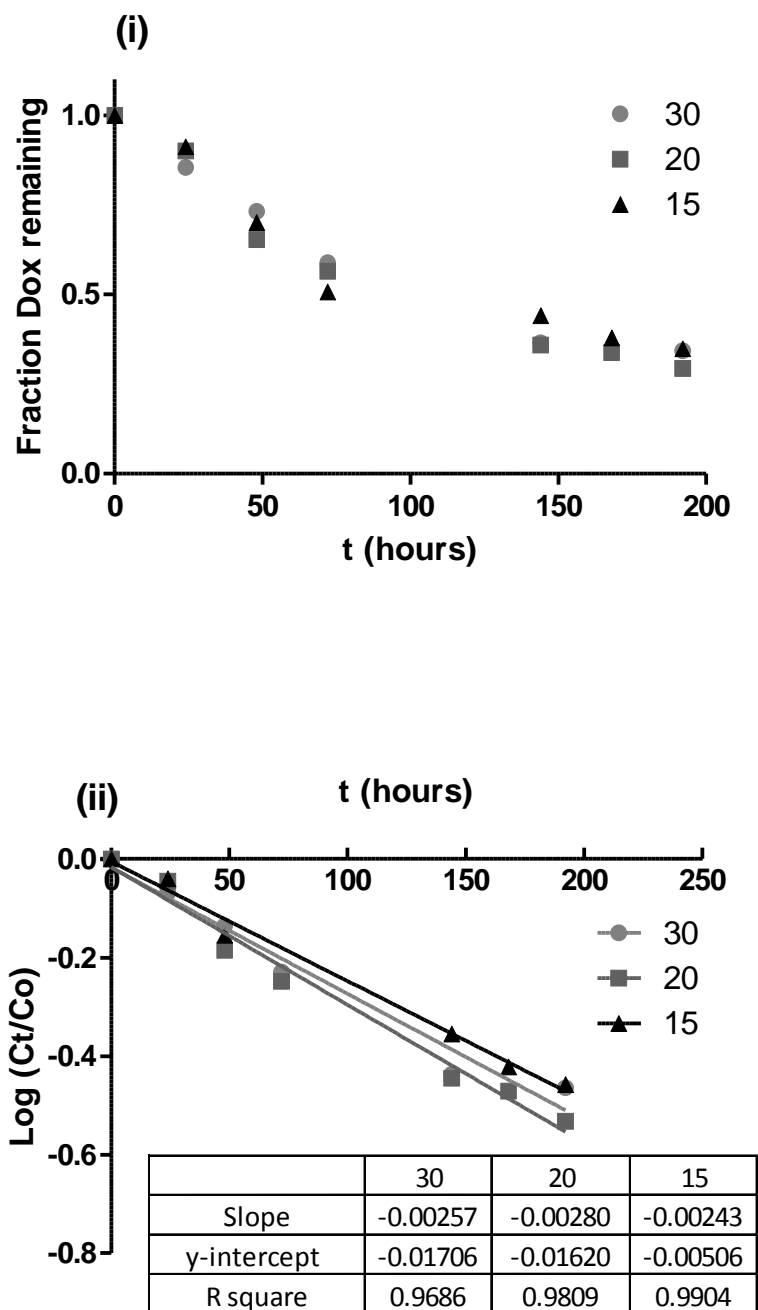 (i)
Fraction Dox remaining
1.0
0.5
0.0
0 50 100 150 200
t (hours)
30
20
15
(ii)
t (hours)
Log (Ct/Co)
0.0
-0.2
-0.4
-0.6
-0.8
0 50 100 150 200 250
30
20
15
30 20 15
Slope -0.00257 -0.00280 -0.00243
y-intercept -0.01706 -0.01620 -0.00506
R square 0.9686 0.9809 0.9904